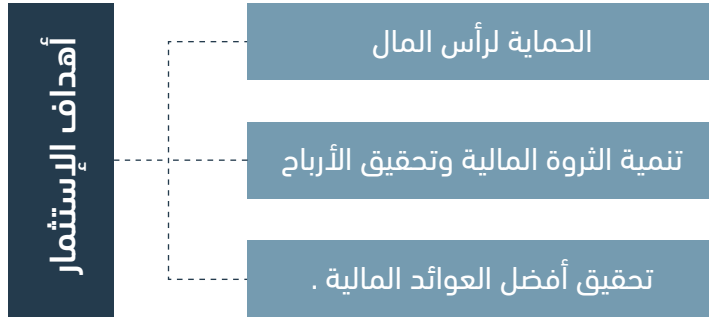 أهداف الإستثمار
الحماية لرأس المال
تنمية الثروة المالية وتحقيق الأرباح
تحقيق أفضل العوائد المالية .